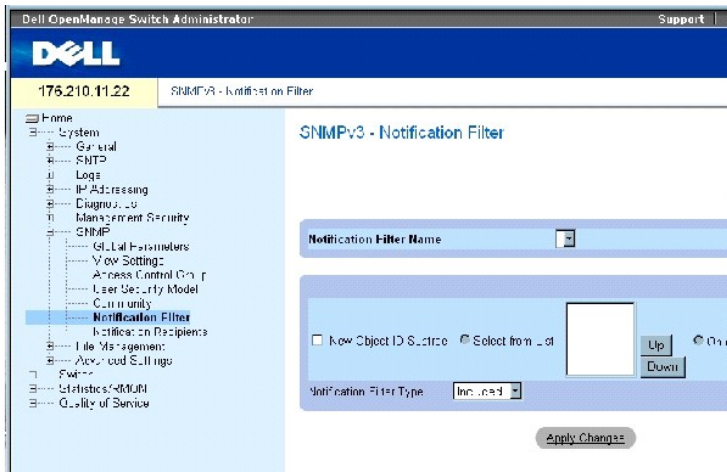 Dell OpenManage Switch Administrator
Support
DELL
176.210.11.22
SNMPv3 - Notification Filter
Home
System
General
SNTP
Logs
IP Addressing
Diagnostics
Management Security
SNMP
Global Parameters
View Settings
Access Control Group
User Security Model
Community
Notification Filter
Notification Recipients
File Management
Advanced Settings
Switch
Statistics/RMON
Quality of Service
SNMPv3 - Notification Filter
Notification Filter Name
New Object ID Subtree
Select from List
Up
Down
Notification Filter Type
Included
Apply Changes